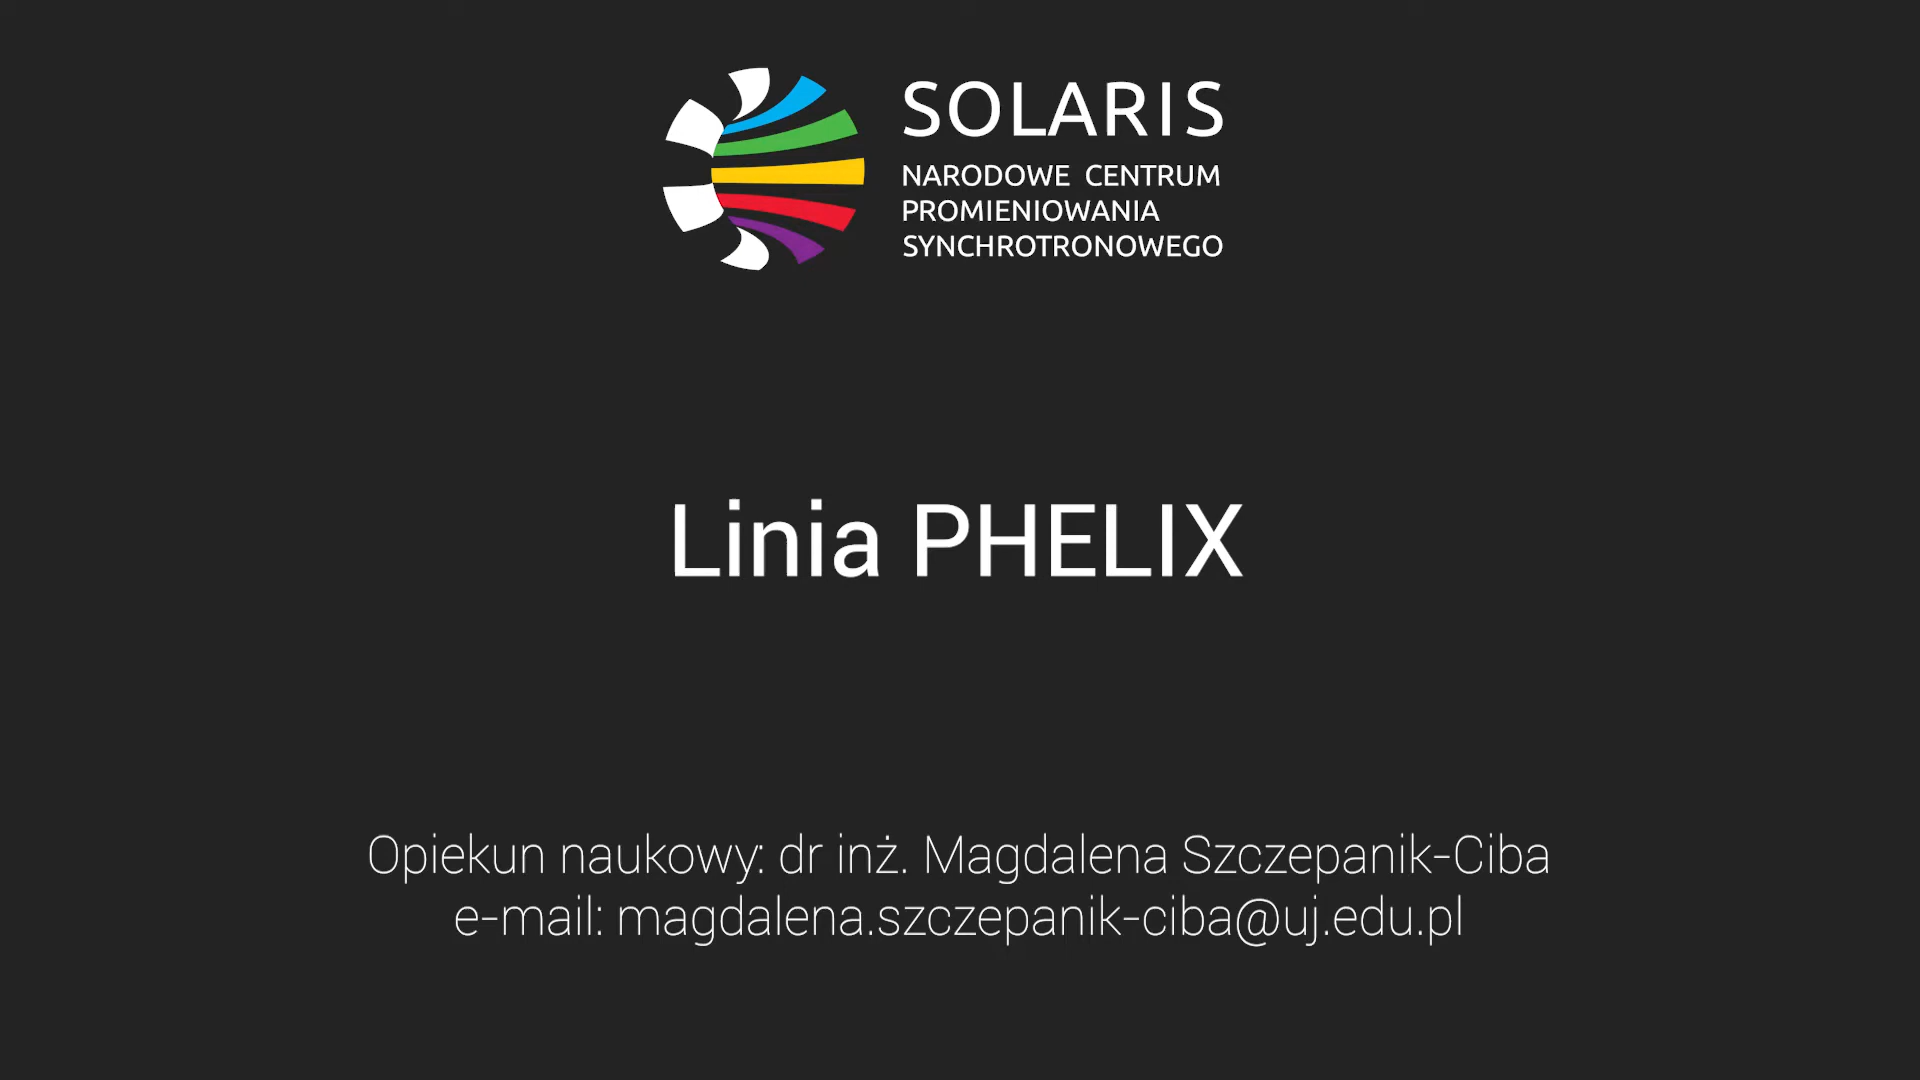 SOLARIS
NARODOWE CENTRUM
PROMIENIOWANIA
SYNCHROTRONOWEGO
Linia PHELIX
Opiekun naukowy: dr inż. Magdalena Szczepanik-Ciba
e-mail: magdalena.szczepanik-ciba@uj.edu.pl